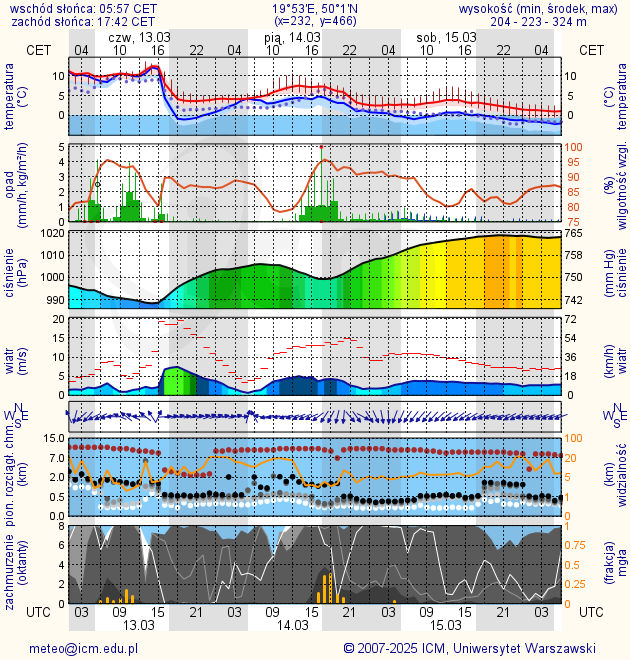 wschód słońca: 05:57 CET
zachód słońca: 17:42 CET
19°53'E, 50°1'N
(x=232, y=466)
wysokość (min, środek, max)
204 - 223 - 324 m
czw, 13.03 pią, 14.03 sob, 15.03
CET 04 10 16 22 04 10 16 22 04 10 16 22 04 CET
temperatura
(°C)
10
5
0
temperatura
(°C)
10
5
0
opad
(mm/h, kg/m²/h)
5
4
3
2
1
0
100
95
90
85
80
75
(%)
wilgotność wzgl.
ciśnienie
(hPa)
1020
1010
1000
990
765
758
750
742
(mm Hg)
ciśnienie
wiatr
(m/s)
20
15
10
5
0
72
54
36
18
0
(km/h)
wiatr
N
W E
S
N
W E
S
pion. rozciągł. chm.
(km)
15.0
7.0
2.0
0.5
0.0
100
20
5
1
0
(km)
widzialność
zachmurzenie
(oktanty)
8
6
4
2
0
1
0.75
0.5
0.25
0
(frakcja)
mgła
UTC 03 09 15 21 03 09 15 21 03 09 15 21 03 UTC
13.03 14.03 15.03
meteo@icm.edu.pl
© 2007-2025 ICM, Uniwersytet Warszawski